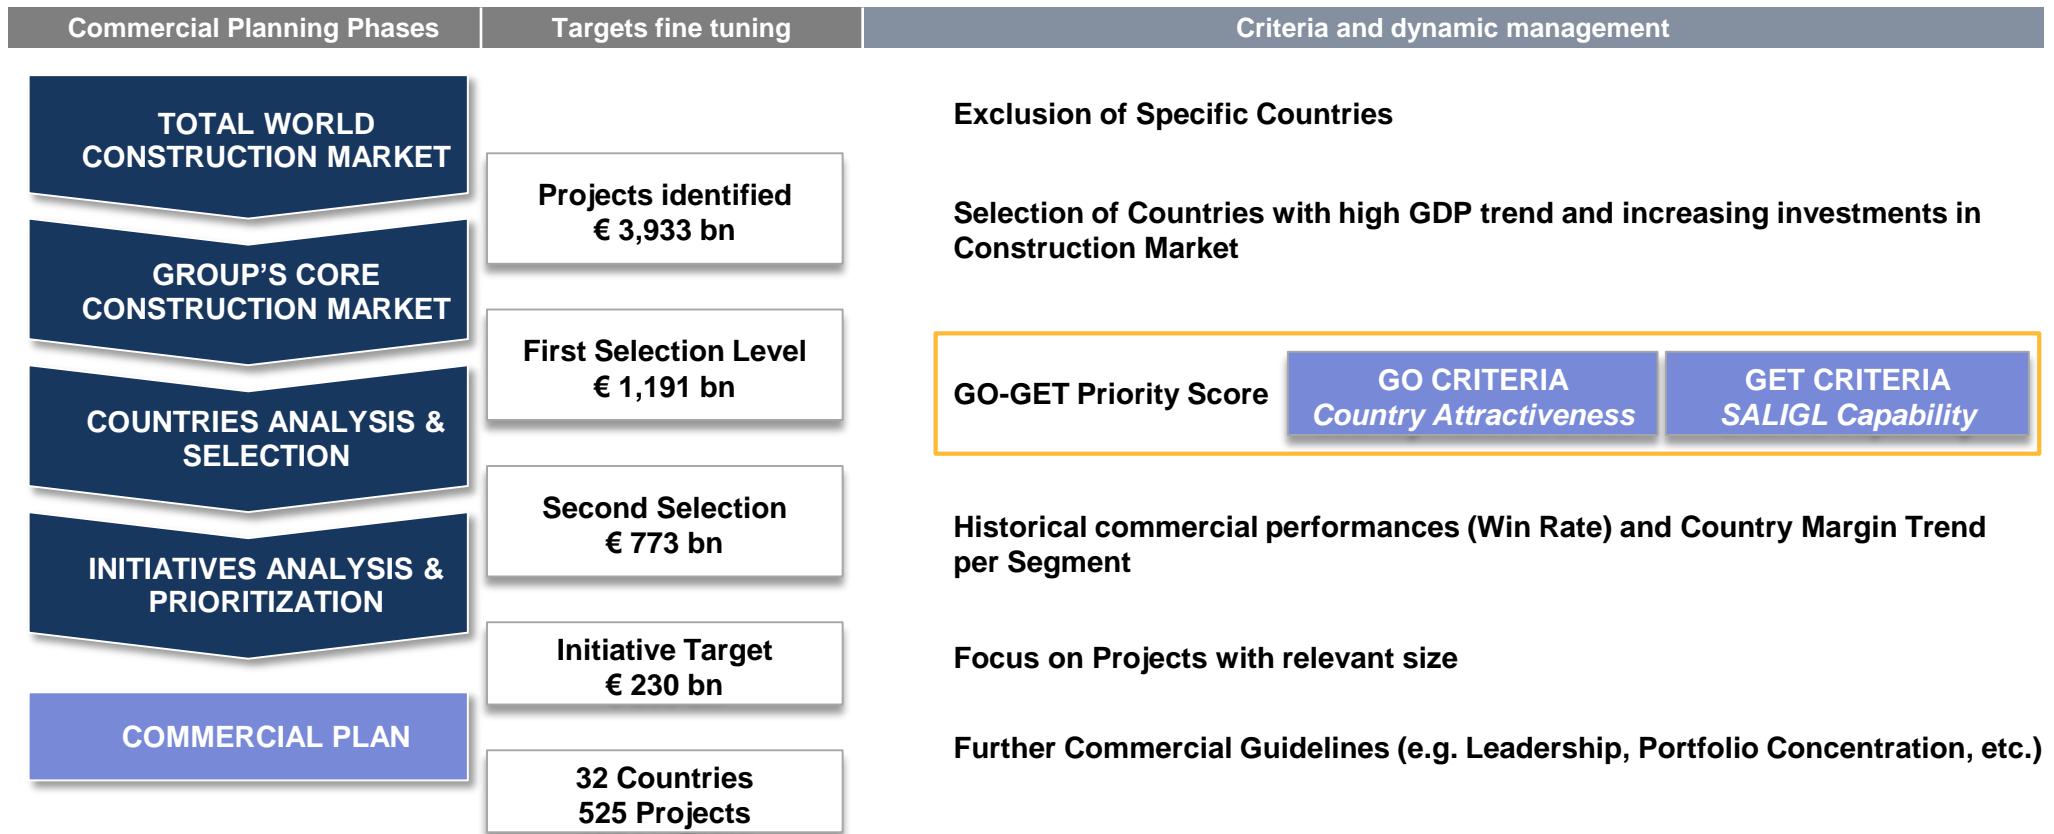 Commercial Planning Phases
Targets fine tuning
Criteria and dynamic management
TOTAL WORLD
CONSTRUCTION MARKET
GROUP’S CORE
CONSTRUCTION MARKET
COUNTRIES ANALYSIS &
SELECTION
INITIATIVES ANALYSIS &
PRIORITIZATION
COMMERCIAL PLAN
Projects identified
€ 3,933 bn
First Selection Level
€ 1,191 bn
Second Selection
€ 773 bn
Initiative Target
€ 230 bn
32 Countries
525 Projects
Exclusion of Specific Countries
Selection of Countries with high GDP trend and increasing investments in
Construction Market
GO-GET Priority Score
GO CRITERIA
Country Attractiveness
GET CRITERIA
SALIGL Capability
Historical commercial performances (Win Rate) and Country Margin Trend
per Segment
Focus on Projects with relevant size
Further Commercial Guidelines (e.g. Leadership, Portfolio Concentration, etc.)